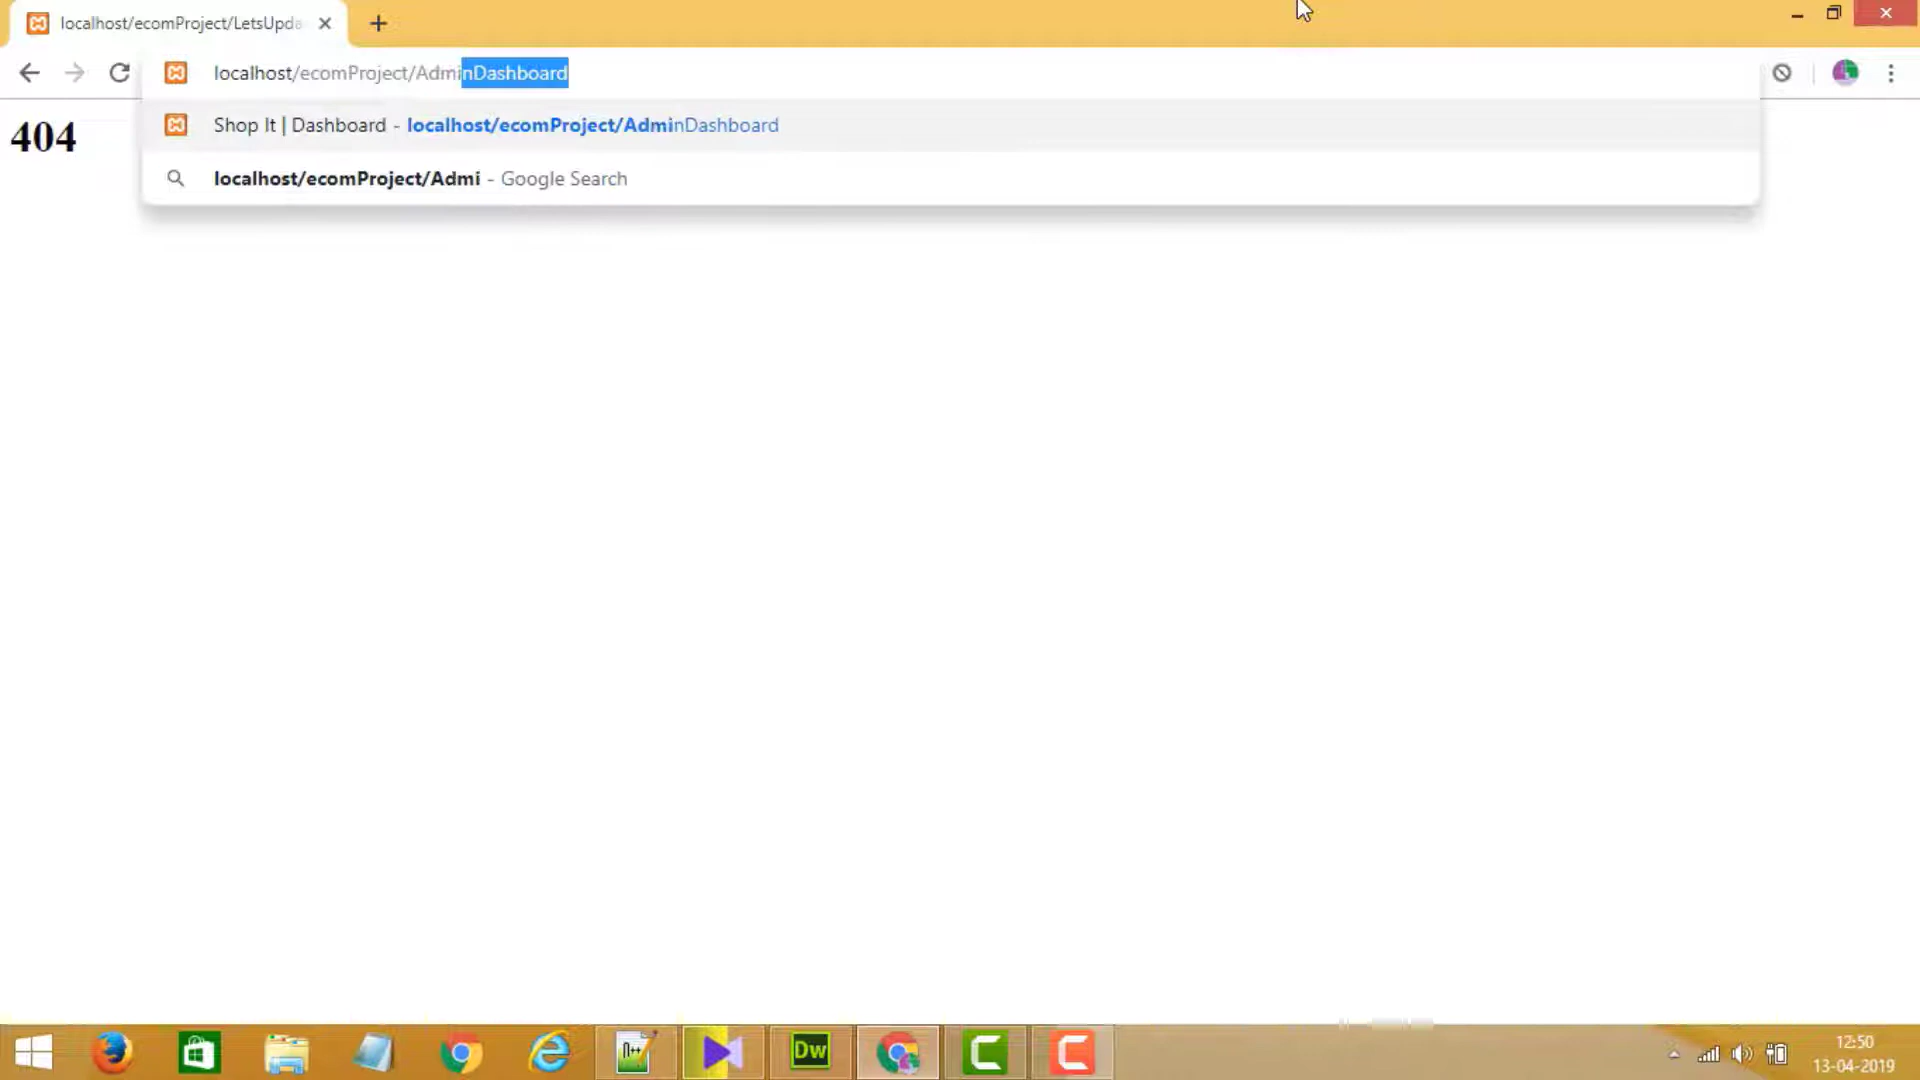 localhost/ecomProject/LetsUpda
localhost/ecomProject/AdminDashboard
Shop It | Dashboard - localhost/ecomProject/AdminDashboard
localhost/ecomProject/Admi - Google Search
404
n++
Dw
12:50
13-04-2019